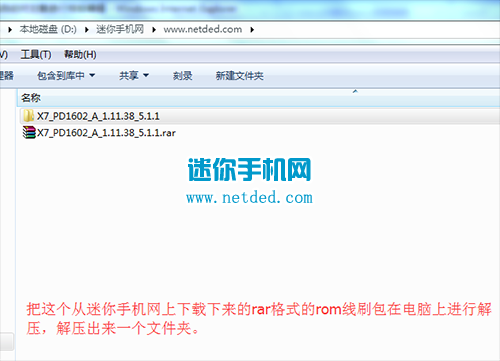 本地磁盘 (D:) ▸ 迷你手机网 ▸ www.netded.com ▸
V) 工具(T) 帮助(H)
理器 包含到库中 ▾ 共享 ▾ 刻录 新建文件夹
名称
X7_PD1602_A_1.11.38_5.1.1
X7_PD1602_A_1.11.38_5.1.1.rar
迷你手机网
www.netded.com
把这个从迷你手机网上下载下来的rar格式的rom线刷包在电脑上进行解
压，解压出来一个文件夹。